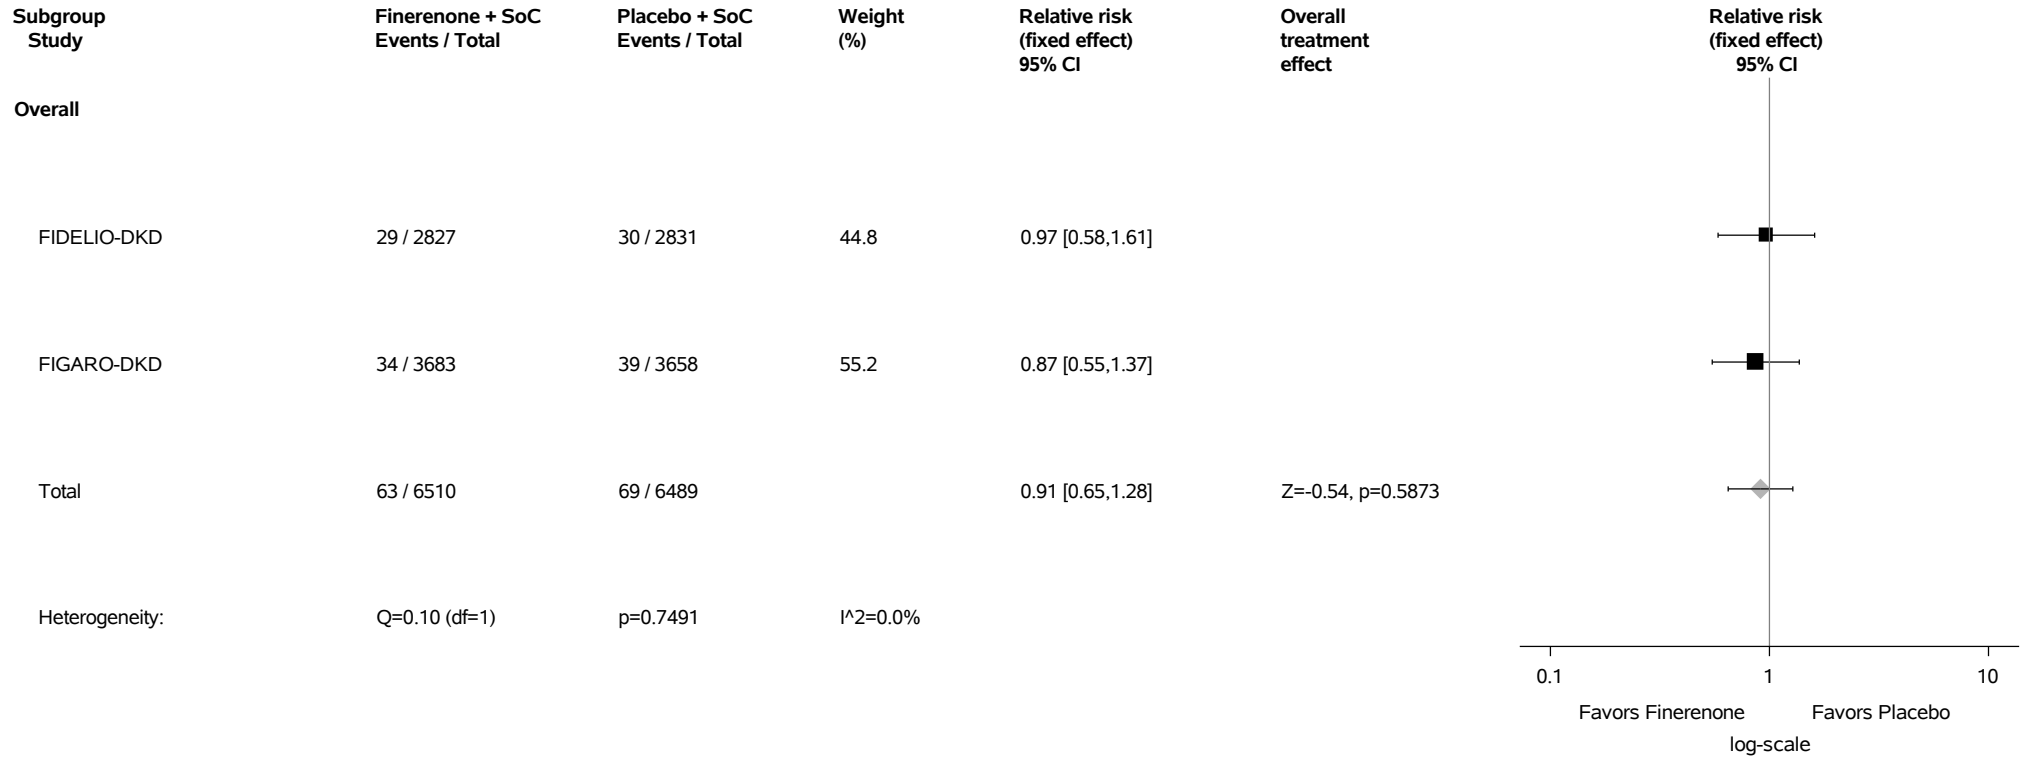 Subgroup Finerenone + SoC Placebo + SoC Weight Relative risk Overall Relative risk
Study Events / Total Events / Total (%) (fixed effect) treatment (fixed effect)
95% CI effect 95% CI
Overall
FIDELIO-DKD 29 / 2827 30 / 2831 44.8 0.97 [0.58,1.61]
FIGARO-DKD 34 / 3683 39 / 3658 55.2 0.87 [0.55,1.37]
Total 63 / 6510 69 / 6489 0.91 [0.65,1.28] Z=-0.54, p=0.5873
Heterogeneity: Q=0.10 (df=1) p=0.7491 I^2=0.0%
0.1 1 10
Favors Finerenone Favors Placebo
log-scale